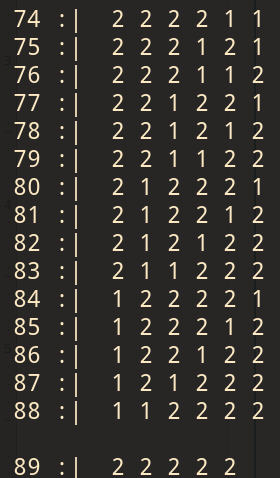 74 :| 2 2 2 2 1 1
75 :| 2 2 2 1 2 1
76 :| 2 2 2 1 1 2
77 :| 2 2 1 2 2 1
78 :| 2 2 1 2 1 2
79 :| 2 2 1 1 2 2
80 :| 2 1 2 2 2 1
81 :| 2 1 2 2 1 2
82 :| 2 1 2 1 2 2
83 :| 2 1 1 2 2 2
84 :| 1 2 2 2 2 1
85 :| 1 2 2 2 1 2
86 :| 1 2 2 1 2 2
87 :| 1 2 1 2 2 2
88 :| 1 1 2 2 2 2
89 :| 2 2 2 2 2